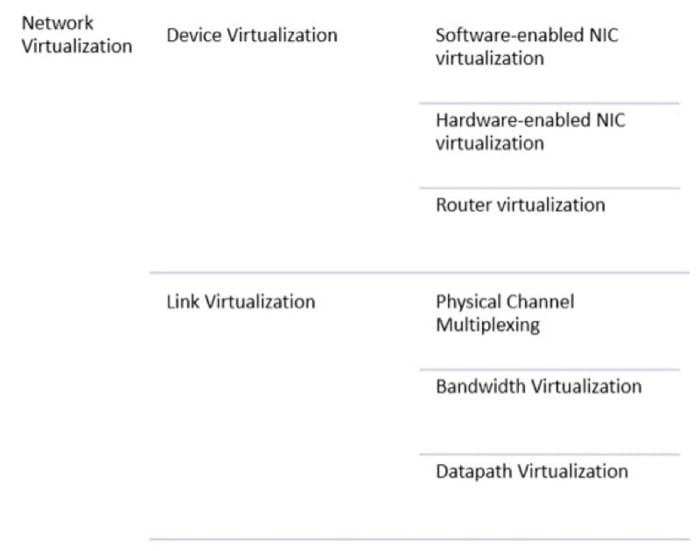 Network
Virtualization
Device Virtualization
Software-enabled NIC
virtualization
Hardware-enabled NIC
virtualization
Router virtualization
Link Virtualization
Physical Channel
Multiplexing
Bandwidth Virtualization
Datapath Virtualization